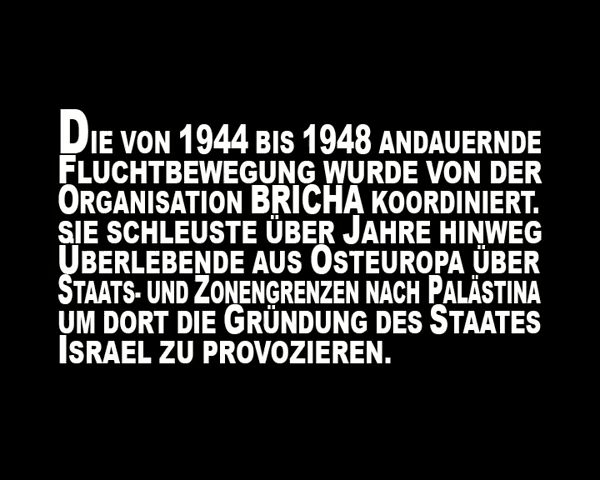 Die von 1944 bis 1948 andauernde
Fluchtbewegung wurde von der
Organisation BRICHA koordiniert.
sie schleuste über Jahre hinweg
Überlebende aus Osteuropa über
Staats- und Zonengrenzen nach Palästina
um dort die Gründung des Staates
Israel zu provozieren.